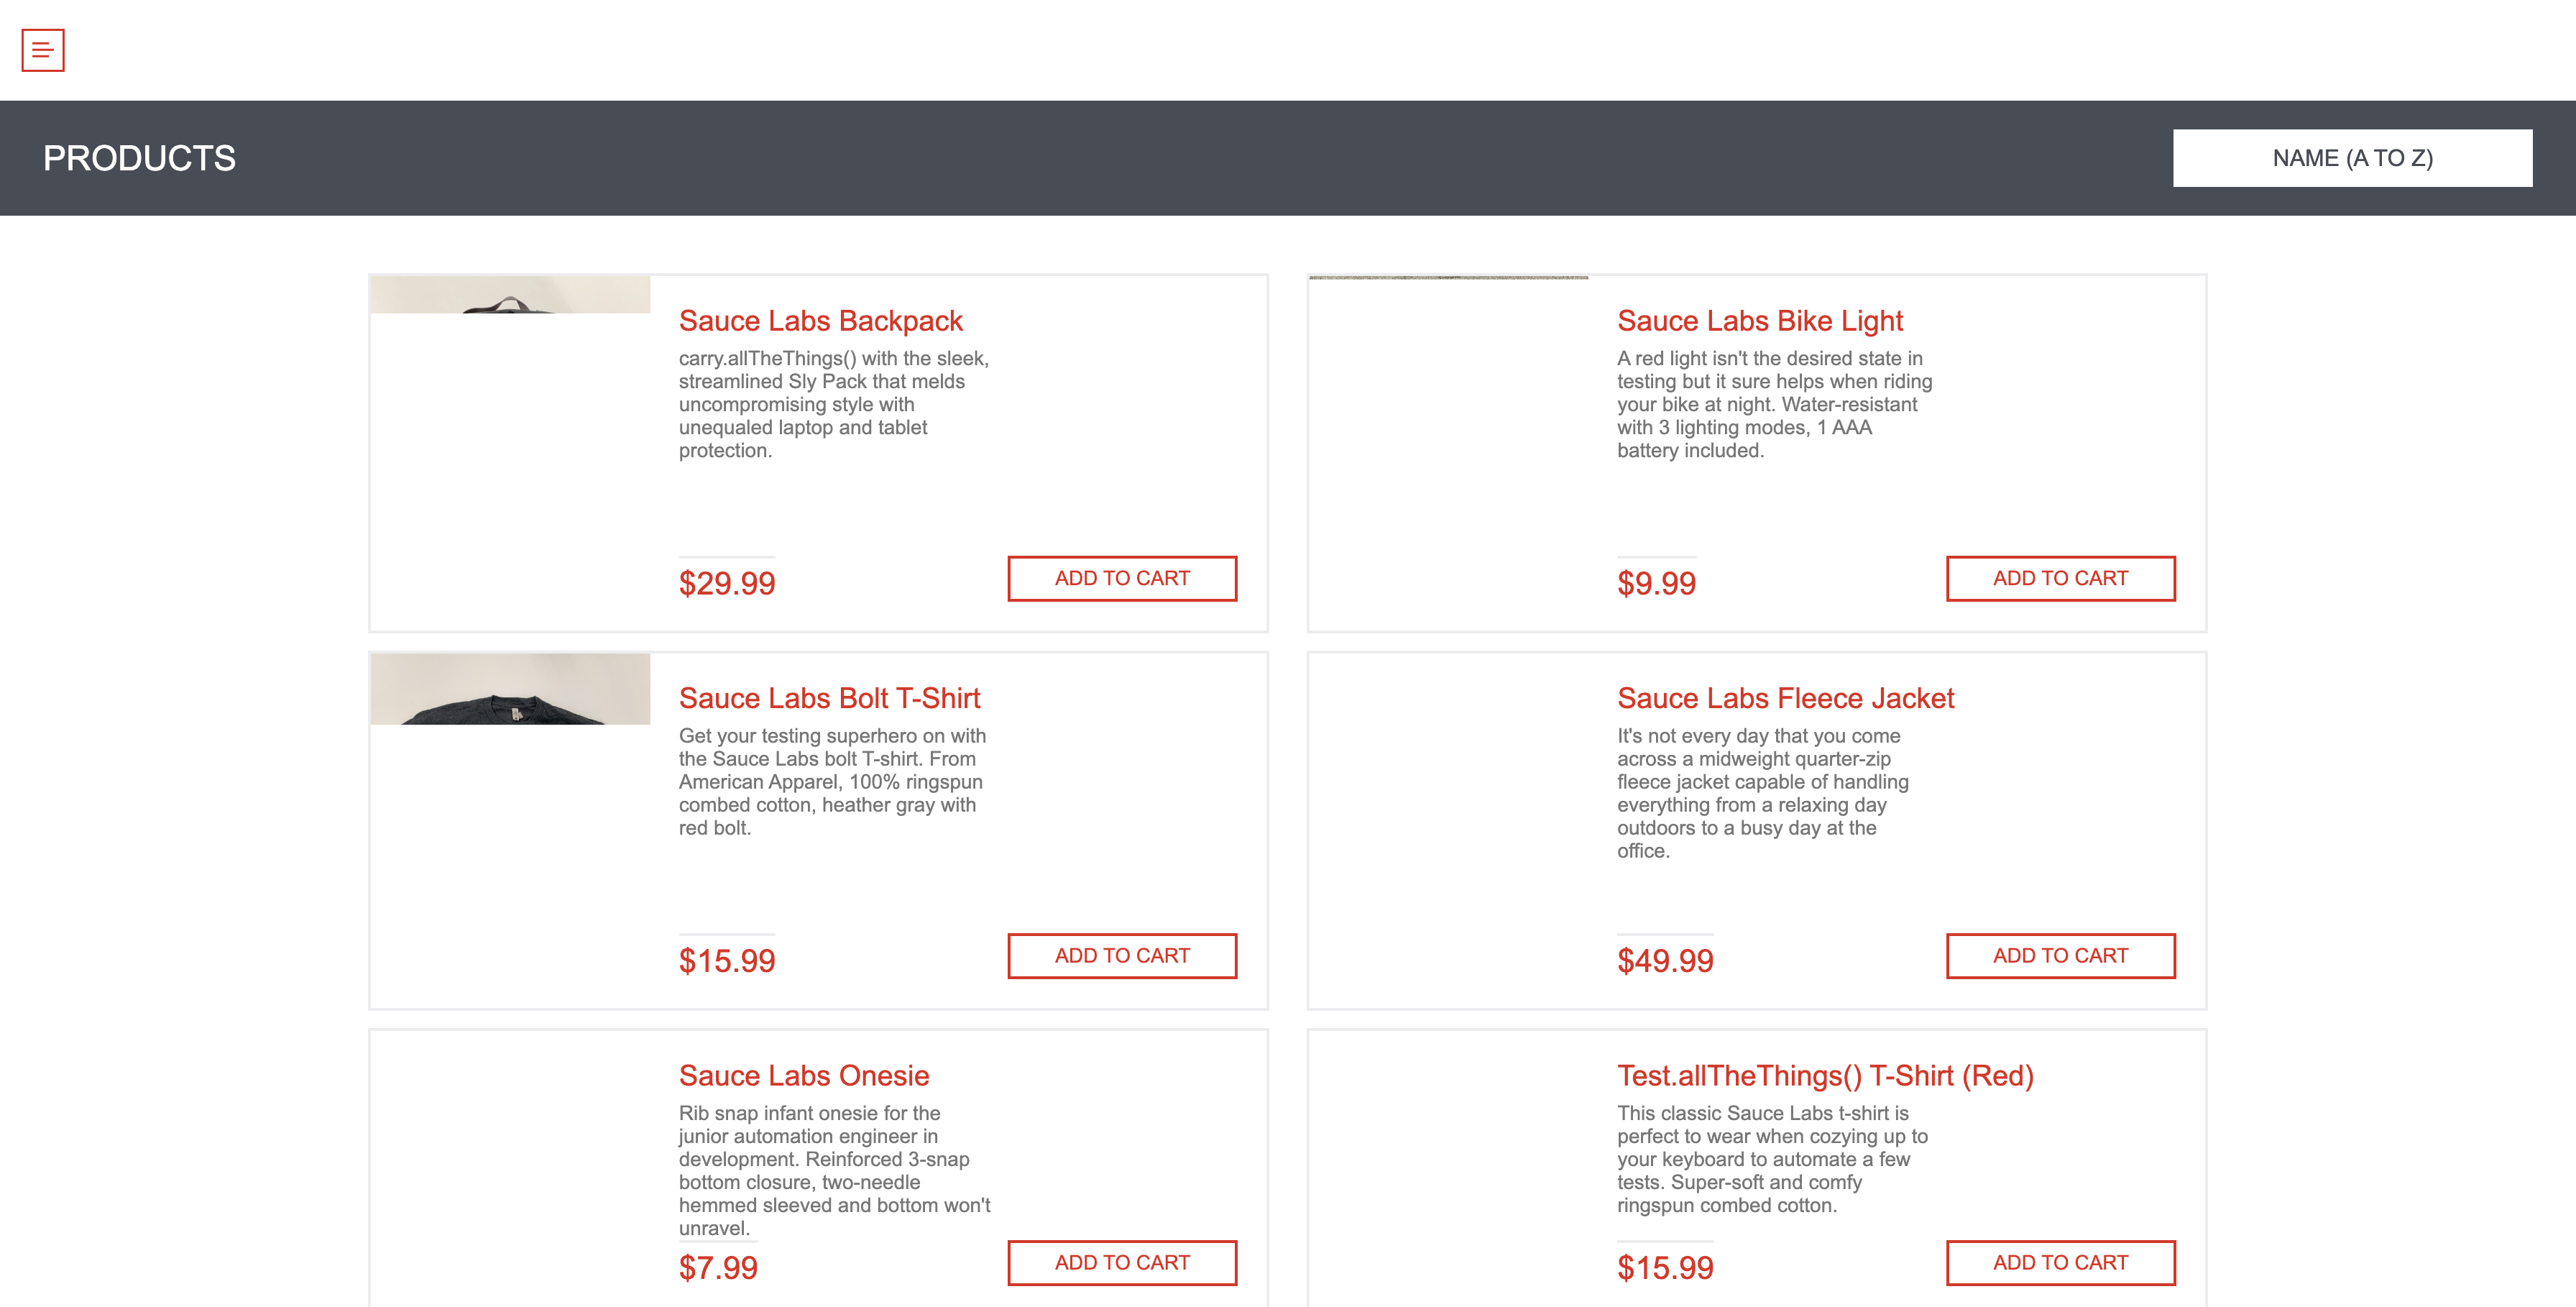 PRODUCTS
NAME (A TO Z)
Sauce Labs Backpack
carry.allTheThings() with the sleek,
streamlined Sly Pack that melds
uncompromising style with
unequaled laptop and tablet
protection.
$29.99
ADD TO CART
Sauce Labs Bike Light
A red light isn't the desired state in
testing but it sure helps when riding
your bike at night. Water-resistant
with 3 lighting modes, 1 AAA
battery included.
$9.99
ADD TO CART
Sauce Labs Bolt T-Shirt
Get your testing superhero on with
the Sauce Labs bolt T-shirt. From
American Apparel, 100% ringspun
combed cotton, heather gray with
red bolt.
$15.99
ADD TO CART
Sauce Labs Fleece Jacket
It's not every day that you come
across a midweight quarter-zip
fleece jacket capable of handling
everything from a relaxing day
outdoors to a busy day at the
office.
$49.99
ADD TO CART
Sauce Labs Onesie
Rib snap infant onesie for the
junior automation engineer in
development. Reinforced 3-snap
bottom closure, two-needle
hemmed sleeved and bottom won't
unravel.
$7.99
ADD TO CART
Test.allTheThings() T-Shirt (Red)
This classic Sauce Labs t-shirt is
perfect to wear when cozying up to
your keyboard to automate a few
tests. Super-soft and comfy
ringspun combed cotton.
$15.99
ADD TO CART